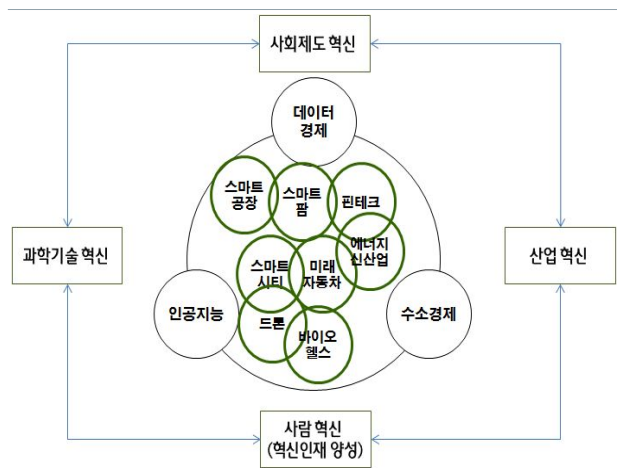 사회제도 혁신
데이터
경제
스마트
공장
스마트
팜
핀테크
에너지
신산업
과학기술 혁신
산업 혁신
스마트
시티
미래
자동차
인공지능
드론
바이오
헬스
수소경제
사람 혁신
(혁신인재 양성)